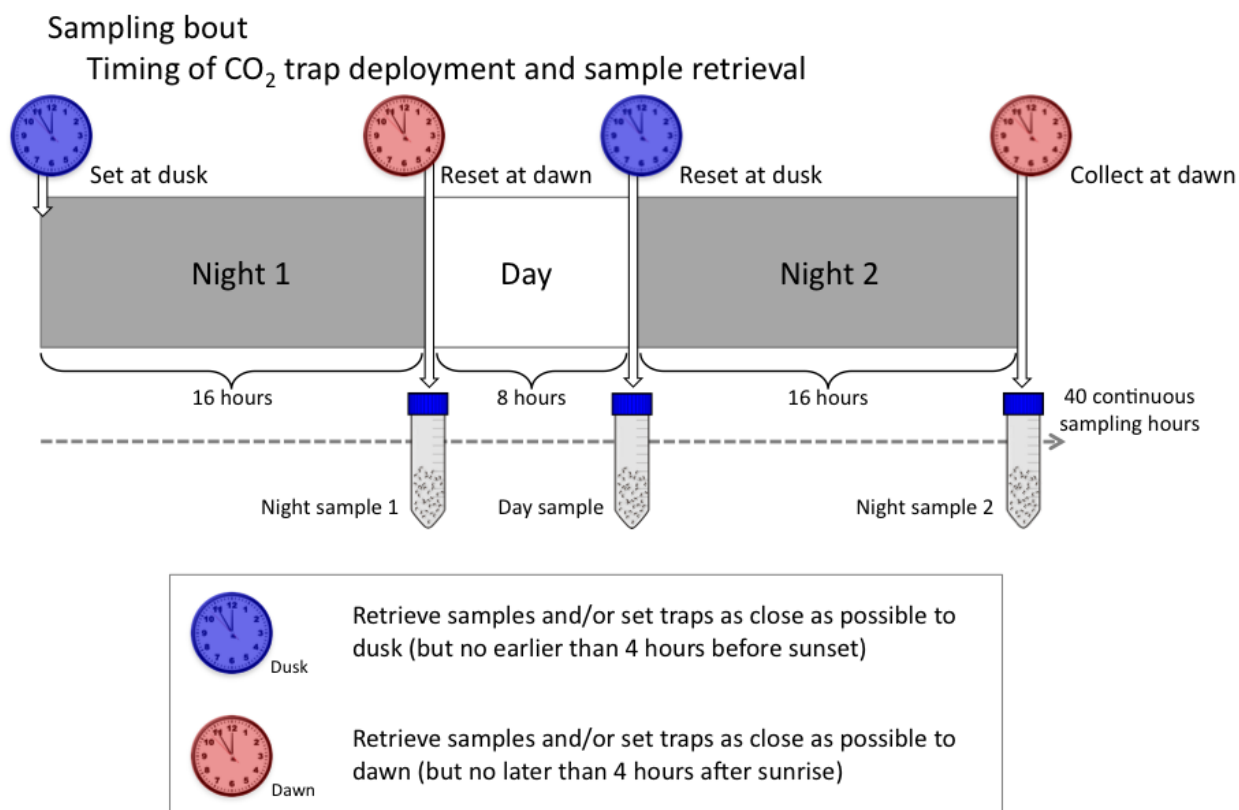 Sampling bout
Timing of CO₂ trap deployment and sample retrieval
Set at dusk
Reset at dawn
Reset at dusk
Collect at dawn
Night 1
Day
Night 2
16 hours
8 hours
16 hours
40 continuous
sampling hours
Night sample 1
Day sample
Night sample 2
Retrieve samples and/or set traps as close as possible to
dusk (but no earlier than 4 hours before sunset)
Dusk
Retrieve samples and/or set traps as close as possible to
dawn (but no later than 4 hours after sunrise)
Dawn